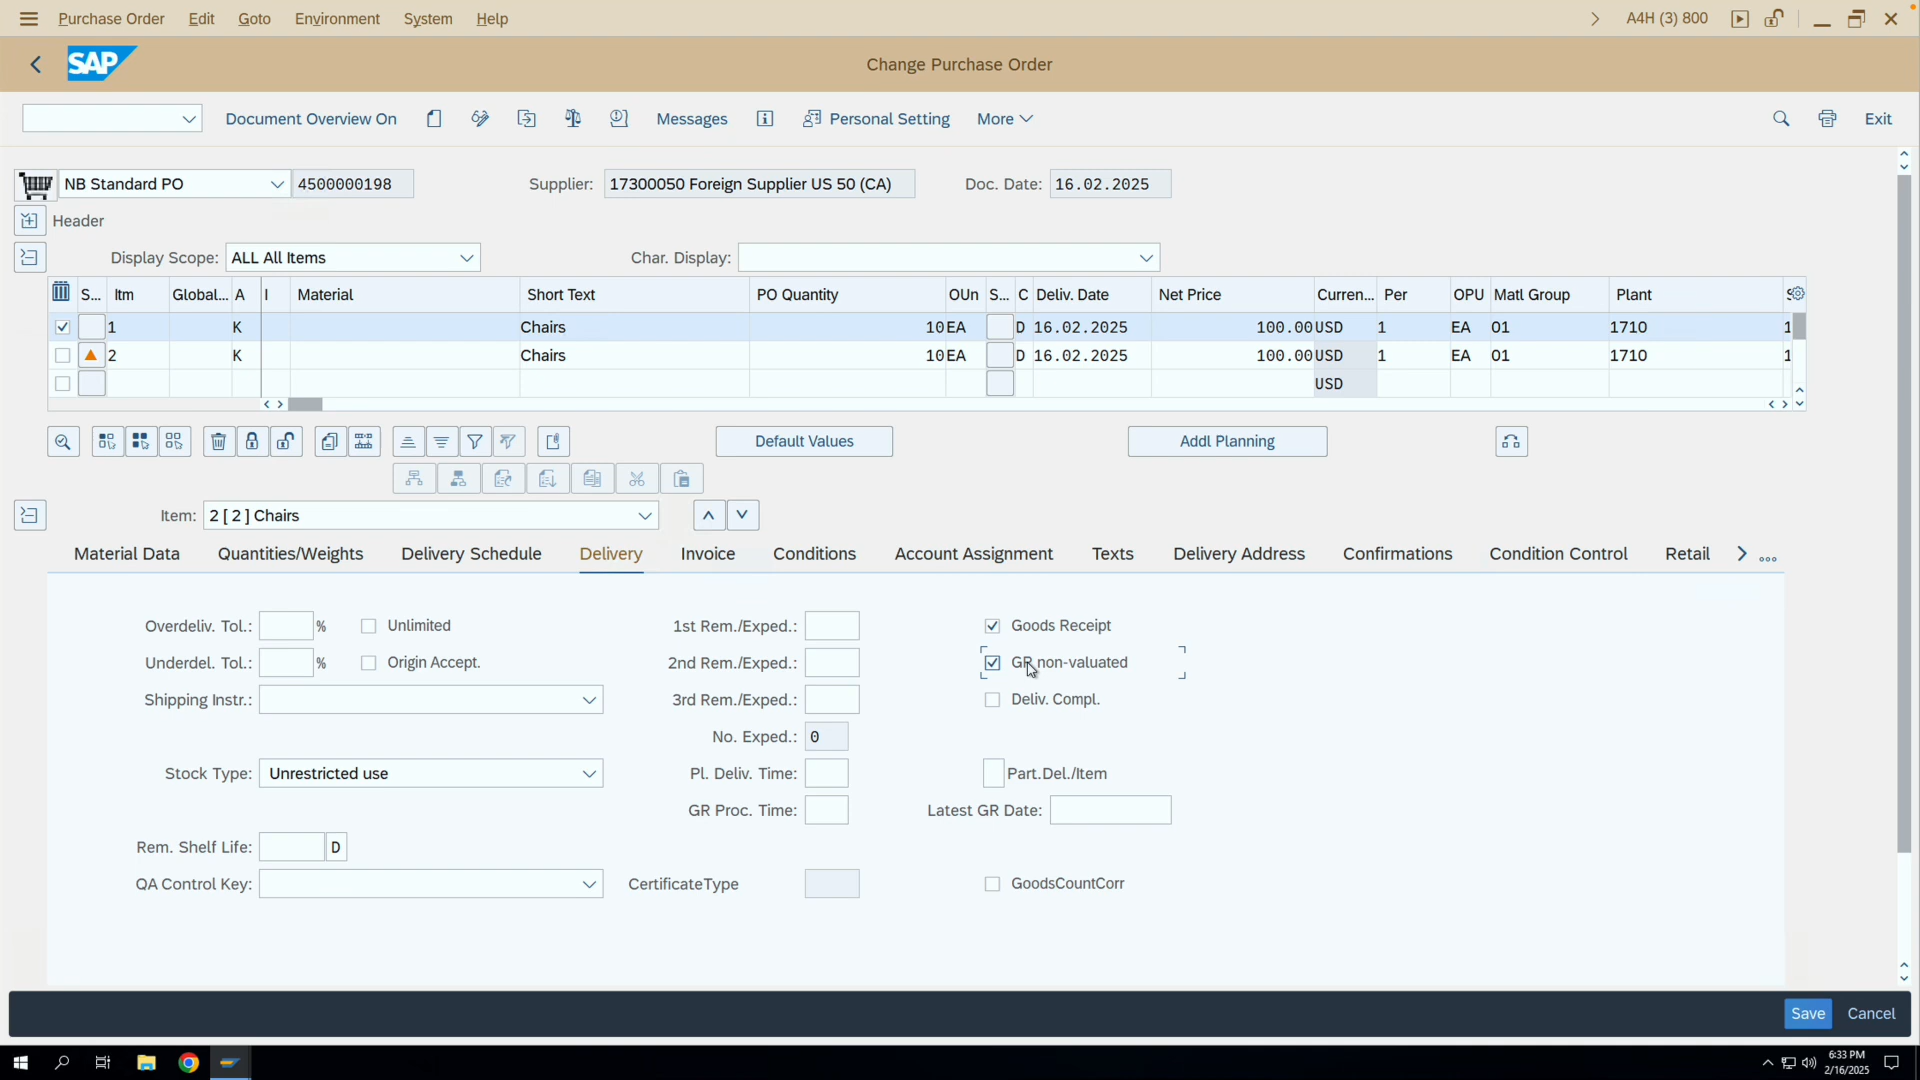 Purchase Order Edit Goto Environment System Help A4H (3) 800
SAP Change Purchase Order
Document Overview On Messages Personal Setting More Exit
NB Standard PO 4500000198 Supplier: 17300050 Foreign Supplier US 50 (CA) Doc. Date: 16.02.2025
Header
Display Scope: ALL All Items Char. Display:
S... Itm Global... A I Material Short Text PO Quantity OUn S... C Deliv. Date Net Price Curren... Per OPU Matl Group Plant S
1 K Chairs 10 EA D 16.02.2025 100.00 USD 1 EA 01 1710 1
2 K Chairs 10 EA D 16.02.2025 100.00 USD 1 EA 01 1710 1
USD
Default Values Addl Planning
Item: 2 [ 2 ] Chairs
Material Data Quantities/Weights Delivery Schedule Delivery Invoice Conditions Account Assignment Texts Delivery Address Confirmations Condition Control Retail
Overdeliv. Tol.: % Unlimited 1st Rem./Exped.: Goods Receipt
Underdel. Tol.: % Origin Accept. 2nd Rem./Exped.: GR non-valuated
Shipping Instr.: 3rd Rem./Exped.: Deliv. Compl.
No. Exped.: 0
Stock Type: Unrestricted use Pl. Deliv. Time: Part.Del./Item
GR Proc. Time: Latest GR Date:
Rem. Shelf Life: D
QA Control Key: CertificateType GoodsCountCorr
Save Cancel
6:33 PM
2/16/2025